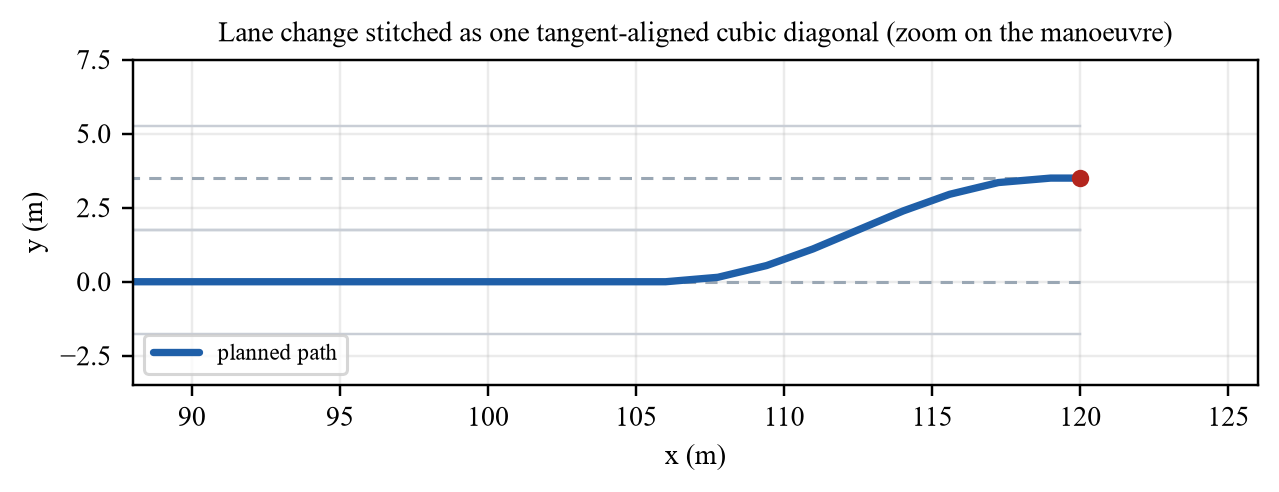 Lane change stitched as one tangent-aligned cubic diagonal (zoom on the manoeuvre)
7.5
5.0
2.5
0.0
−2.5
y (m)
planned path
90 95 100 105 110 115 120 125
x (m)